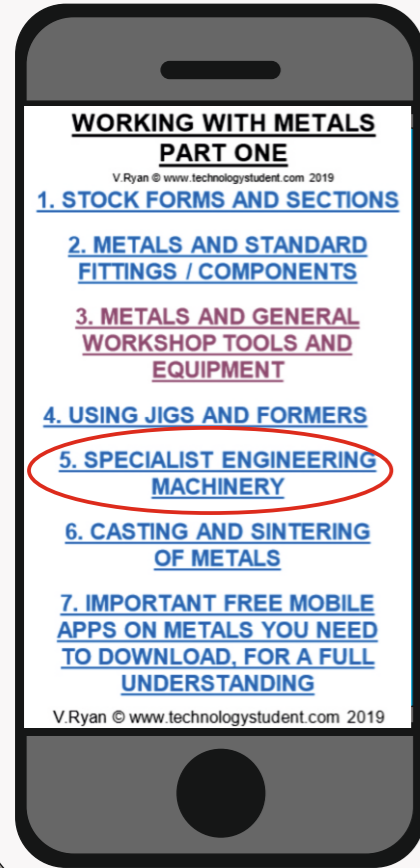 WORKING WITH METALS
PART ONE
V.Ryan © www.technologystudent.com 2019
1. STOCK FORMS AND SECTIONS
2. METALS AND STANDARD
FITTINGS / COMPONENTS
3. METALS AND GENERAL
WORKSHOP TOOLS AND
EQUIPMENT
4. USING JIGS AND FORMERS
5. SPECIALIST ENGINEERING
MACHINERY
6. CASTING AND SINTERING
OF METALS
7. IMPORTANT FREE MOBILE
APPS ON METALS YOU NEED
TO DOWNLOAD, FOR A FULL
UNDERSTANDING
V.Ryan © www.technologystudent.com 2019